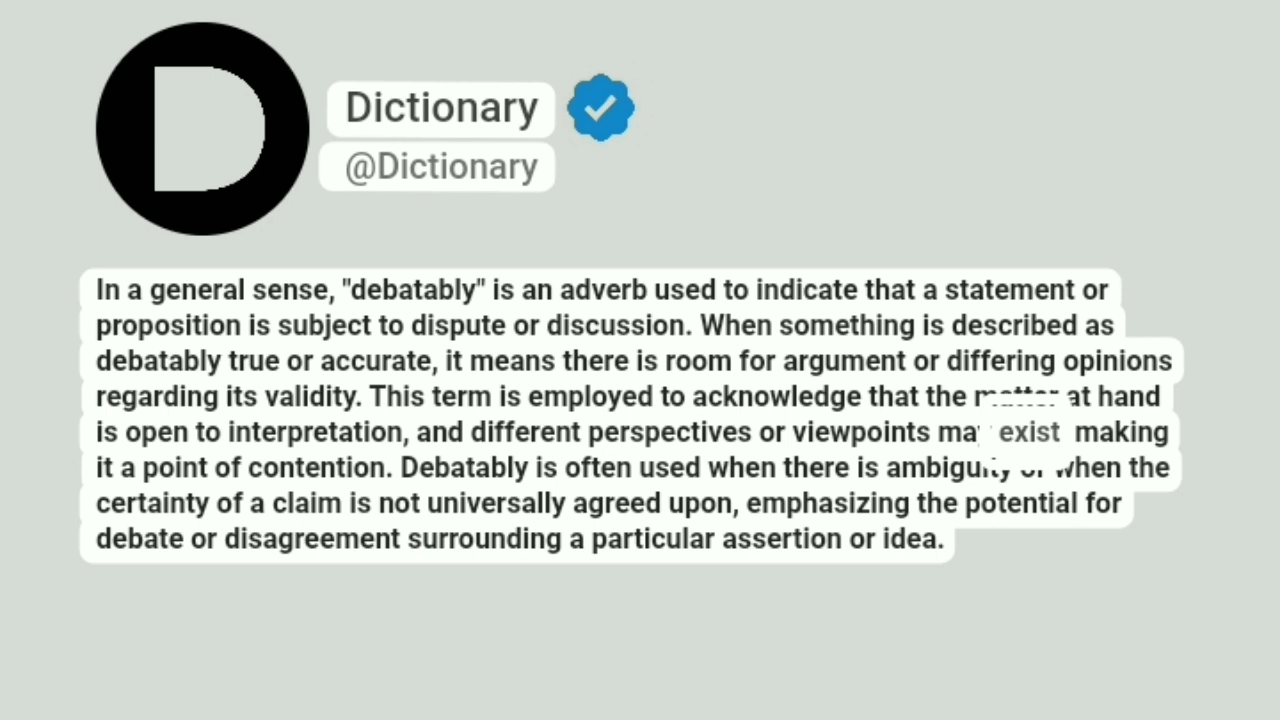 D
Dictionary
@Dictionary
In a general sense, "debatably" is an adverb used to indicate that a statement or
proposition is subject to dispute or discussion. When something is described as
debatably true or accurate, it means there is room for argument or differing opinions
regarding its validity. This term is employed to acknowledge that the matter at hand
is open to interpretation, and different perspectives or viewpoints may exist making
it a point of contention. Debatably is often used when there is ambiguity or when the
certainty of a claim is not universally agreed upon, emphasizing the potential for
debate or disagreement surrounding a particular assertion or idea.